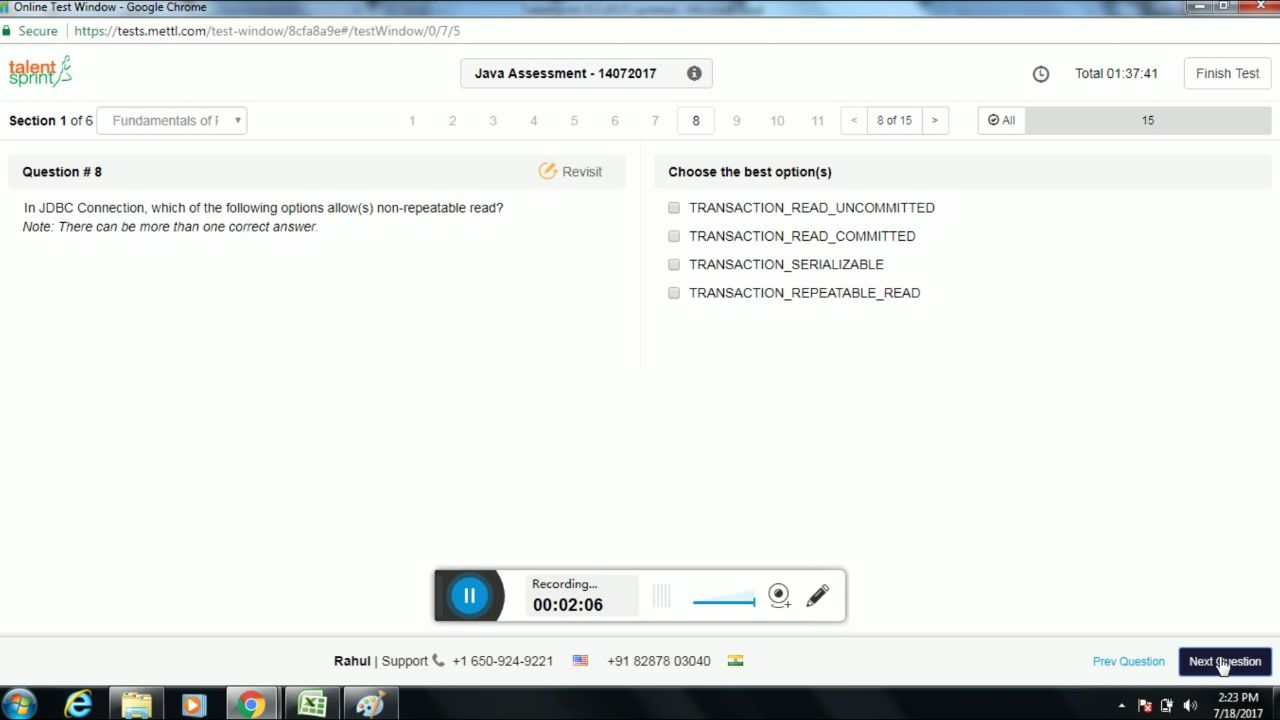 Online Test Window - Google Chrome
Secure https://tests.mettl.com/test-window/8cfa8a9e#/testWindow/0/7/5
talent sprint
Java Assessment - 14072017
Total 01:37:41
Finish Test
Section 1 of 6
Fundamentals of
1 2 3 4 5 6 7 8 9 10 11 < 8 of 15 >
All 15
Question # 8
Revisit
In JDBC Connection, which of the following options allow(s) non-repeatable read?
Note: There can be more than one correct answer.
Choose the best option(s)
TRANSACTION_READ_UNCOMMITTED
TRANSACTION_READ_COMMITTED
TRANSACTION_SERIALIZABLE
TRANSACTION_REPEATABLE_READ
Recording...
00:02:06
Rahul | Support +1 650-924-9221 +91 82878 03040
Prev Question
Next Question
2:23 PM
7/18/2017